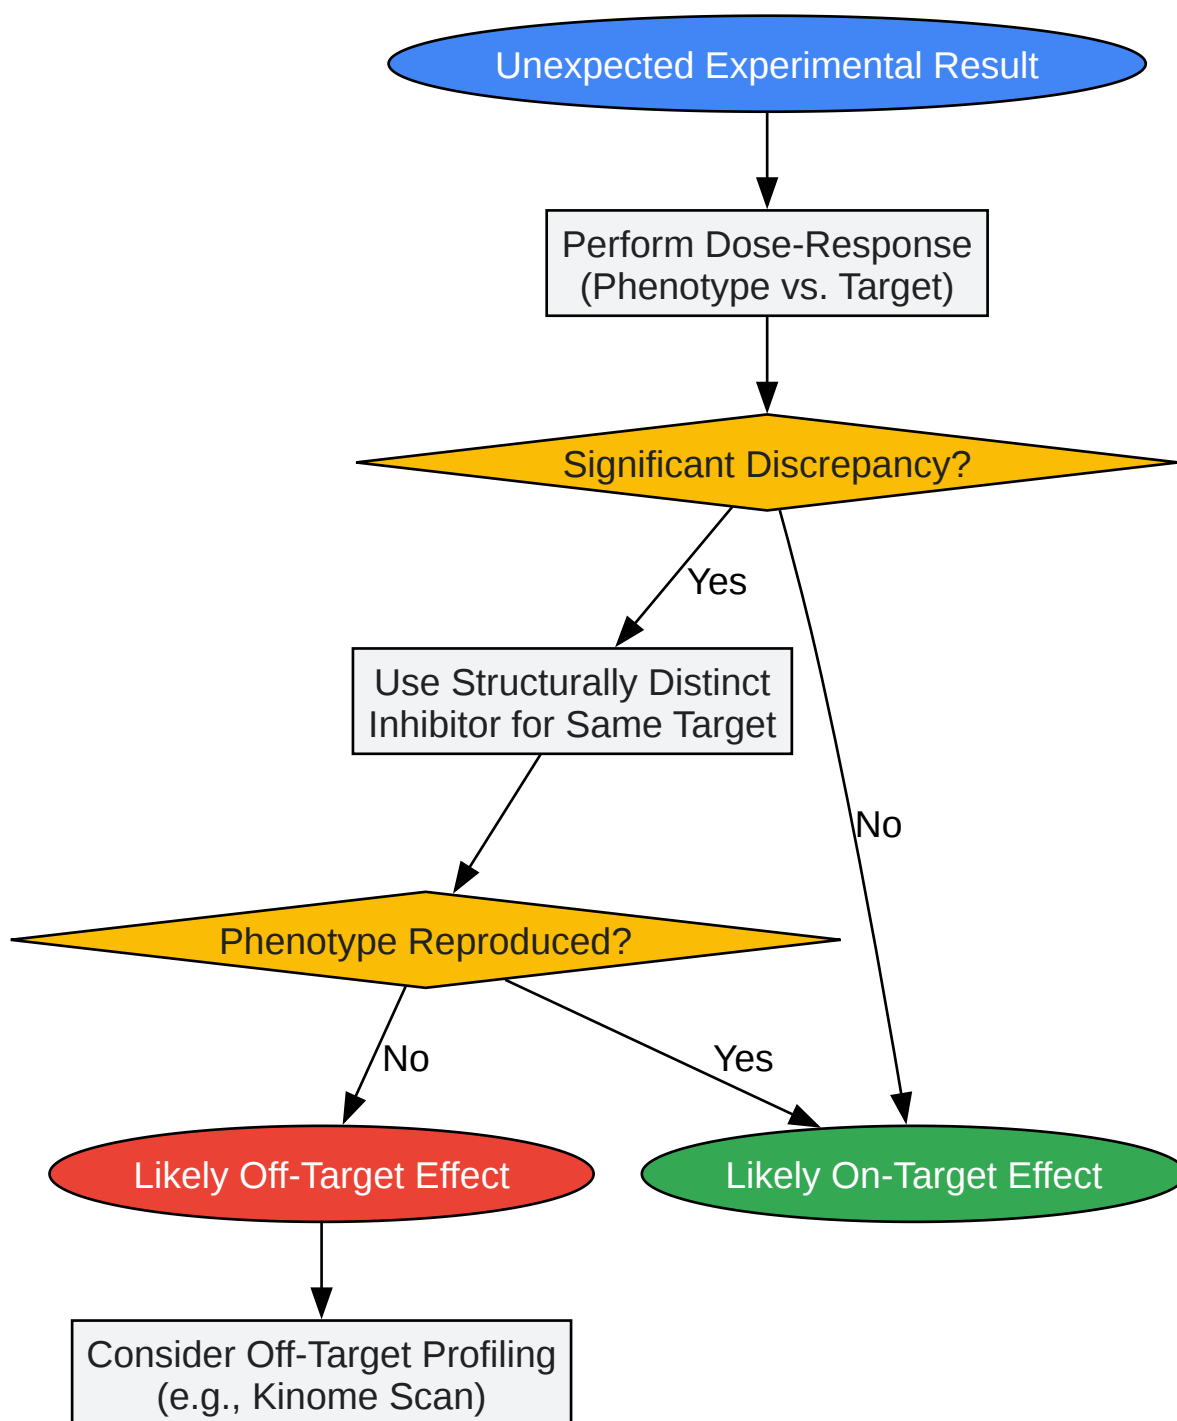 Unexpected Experimental Result
Perform Dose-Response
(Phenotype vs. Target)
Significant Discrepancy?
Yes
Use Structurally Distinct
Inhibitor for Same Target
No
Phenotype Reproduced?
No
Yes
Likely Off-Target Effect
Likely On-Target Effect
Consider Off-Target Profiling
(e.g., Kinome Scan)